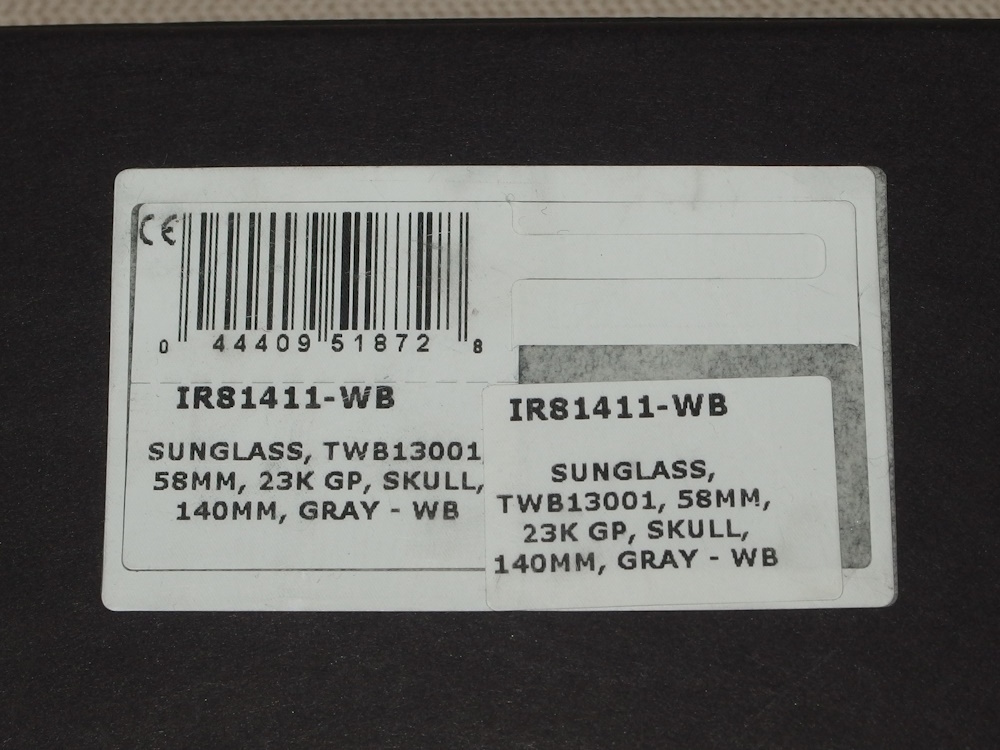 CE
0 44409 51872 8
IR81411-WB
SUNGLASS, TWB13001
58MM, 23K GP, SKULL,
140MM, GRAY - WB
IR81411-WB
SUNGLASS,
TWB13001, 58MM,
23K GP, SKULL,
140MM, GRAY - WB